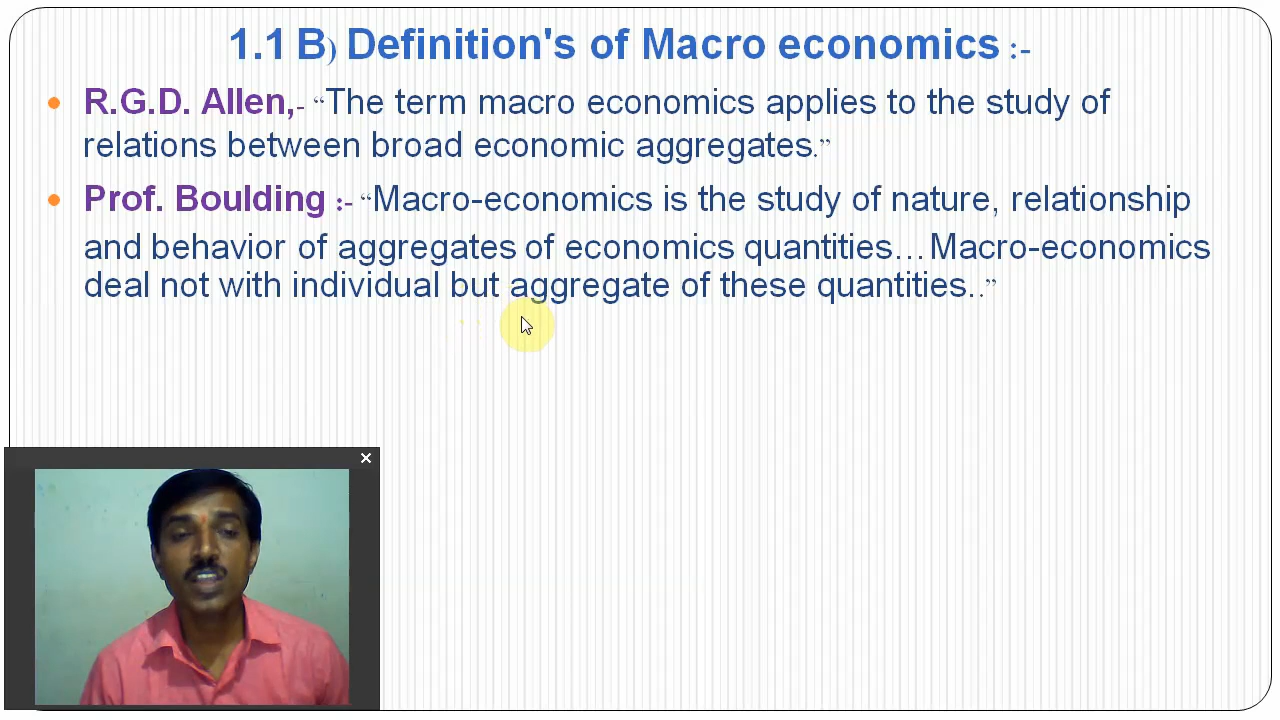 1.1 B) Definition's of Macro economics :-
• R.G.D. Allen,- “The term macro economics applies to the study of
relations between broad economic aggregates.”
• Prof. Boulding :- “Macro-economics is the study of nature, relationship
and behavior of aggregates of economics quantities…Macro-economics
deal not with individual but aggregate of these quantities..”